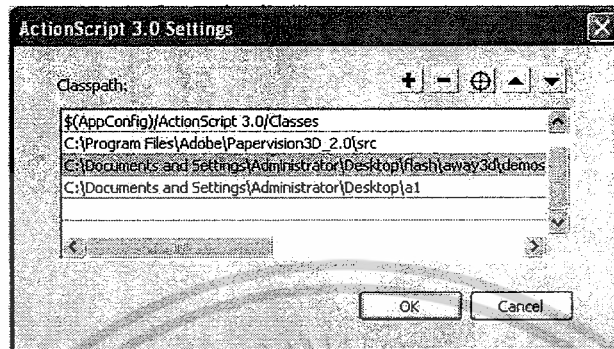 ActionScript 3.0 Settings
Classpath:
$(AppConfig)/ActionScript 3.0/Classes
C:\Program Files\Adobe\Papervision3D_2.0\src
C:\Documents and Settings\Administrator\Desktop\flash\away3d\demos
C:\Documents and Settings\Administrator\Desktop\a1
OK Cancel